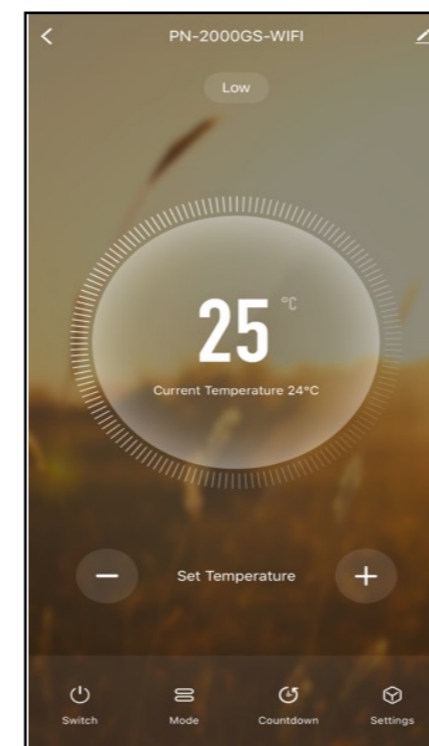 PN-2000GS-WIFI
Low
25 °C
Current Temperature 24°C
Set Temperature
Switch Mode Countdown Settings